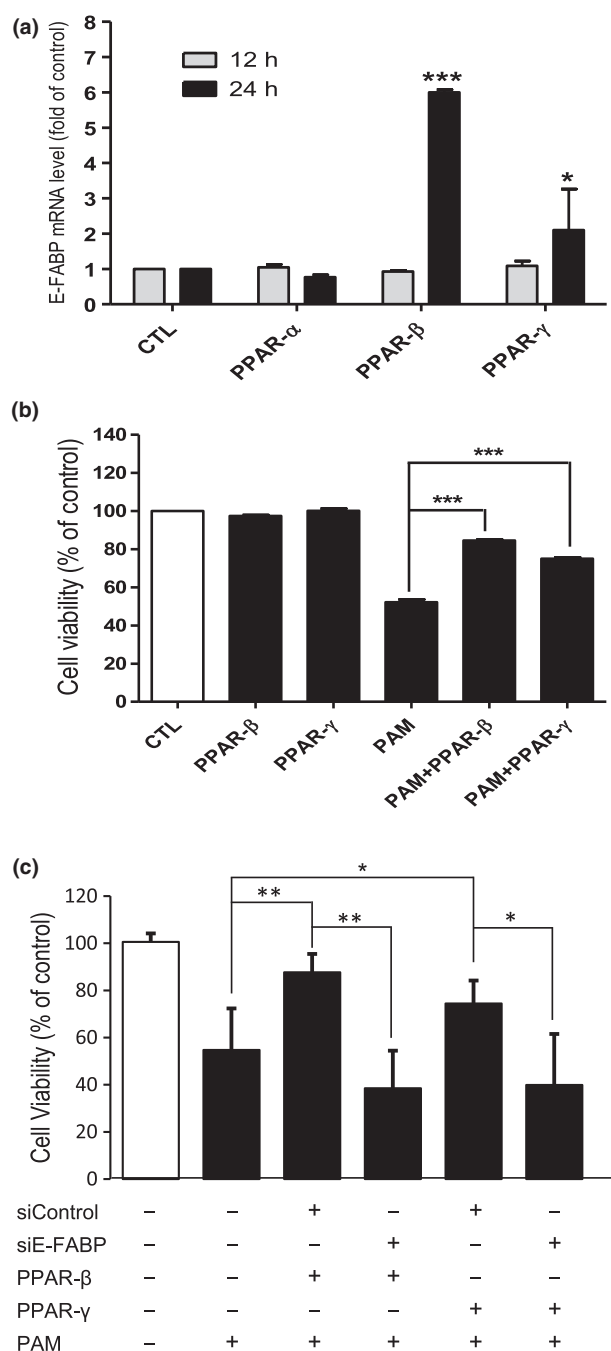 (a)
E-FABP mRNA level (fold of control)
8
7
6
5
4
3
2
1
0
12 h
24 h
***
*
CTL
PPAR-α
PPAR-β
PPAR-γ
(b)
Cell viability (% of control)
140
120
100
80
60
40
20
0
***
***
CTL
PPAR-β
PPAR-γ
PAM
PAM+PPAR-β
PAM+PPAR-γ
(c)
Cell Viability (% of control)
120
100
80
60
40
20
0
*
**
**
*
siControl – – + – + –
siE-FABP – – – + – +
PPAR-β – – + + – –
PPAR-γ – – – – + +
PAM – + + + + +